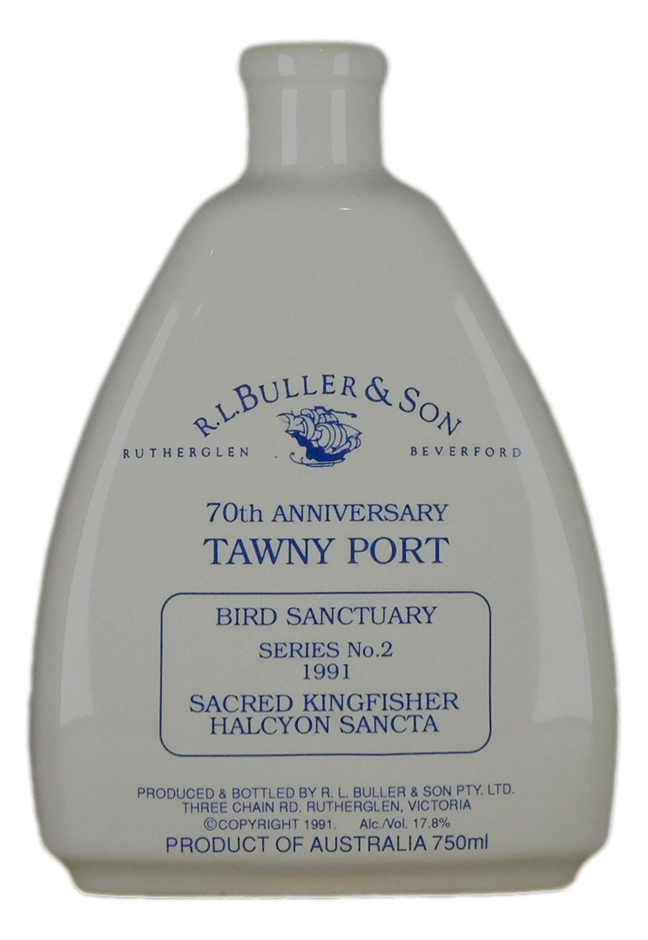 R.L. BULLER & SON
RUTHERGLEN BEVERFORD
70th ANNIVERSARY
TAWNY PORT
BIRD SANCTUARY
SERIES No.2
1991
SACRED KINGFISHER
HALCYON SANCTA
PRODUCED & BOTTLED BY R. L. BULLER & SON PTY. LTD.
THREE CHAIN RD. RUTHERGLEN, VICTORIA
©COPYRIGHT 1991. Alc./Vol. 17.8%
PRODUCT OF AUSTRALIA 750ml